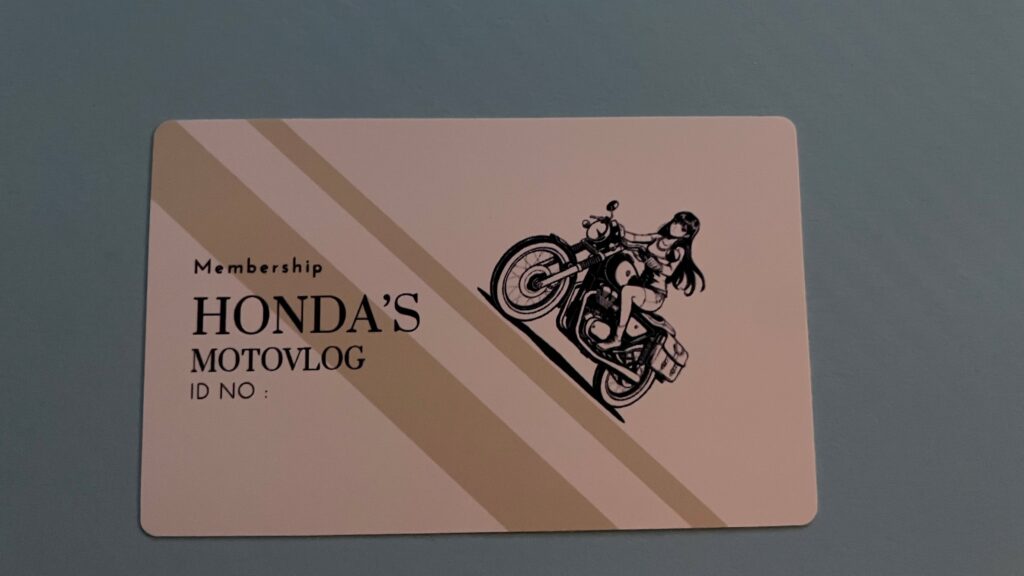 Membership
HONDA'S
MOTOVLOG
ID NO :